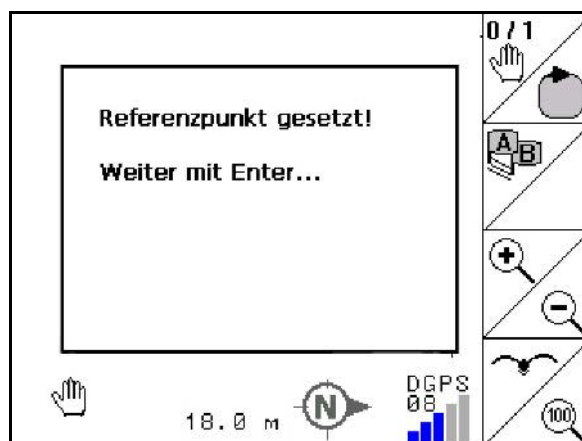 0/1
Referenzpunkt gesetzt!
A B
Weiter mit Enter...
DGPS
08
18.0 m
N
100